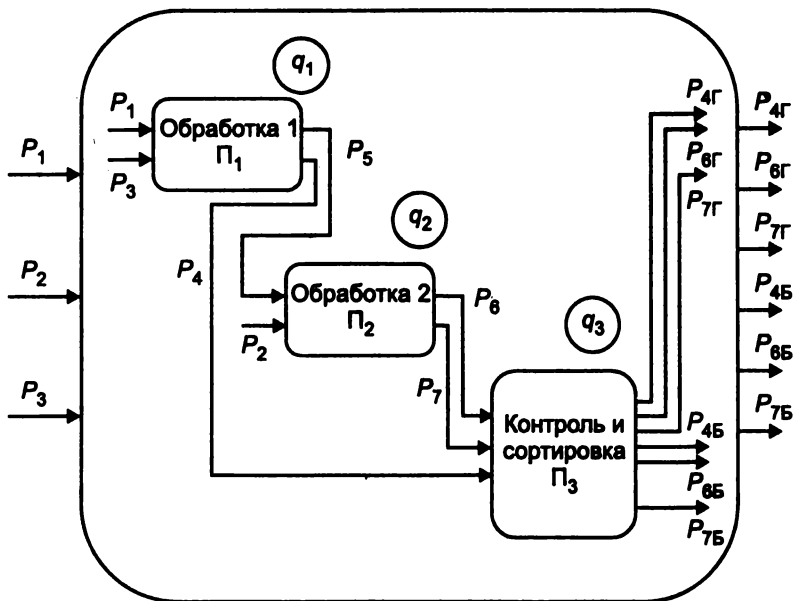 q1
P4Г
P4Г
P1
Обработка 1
П1
P5
P1
P3
P6Г
P6Г
P7Г
q2
P7Г
P4
P2
Обработка 2
П2
P6
P4Б
P2
q3
P7
P6Б
P3
Контроль и
сортировка
П3
P4Б
P7Б
P6Б
P7Б